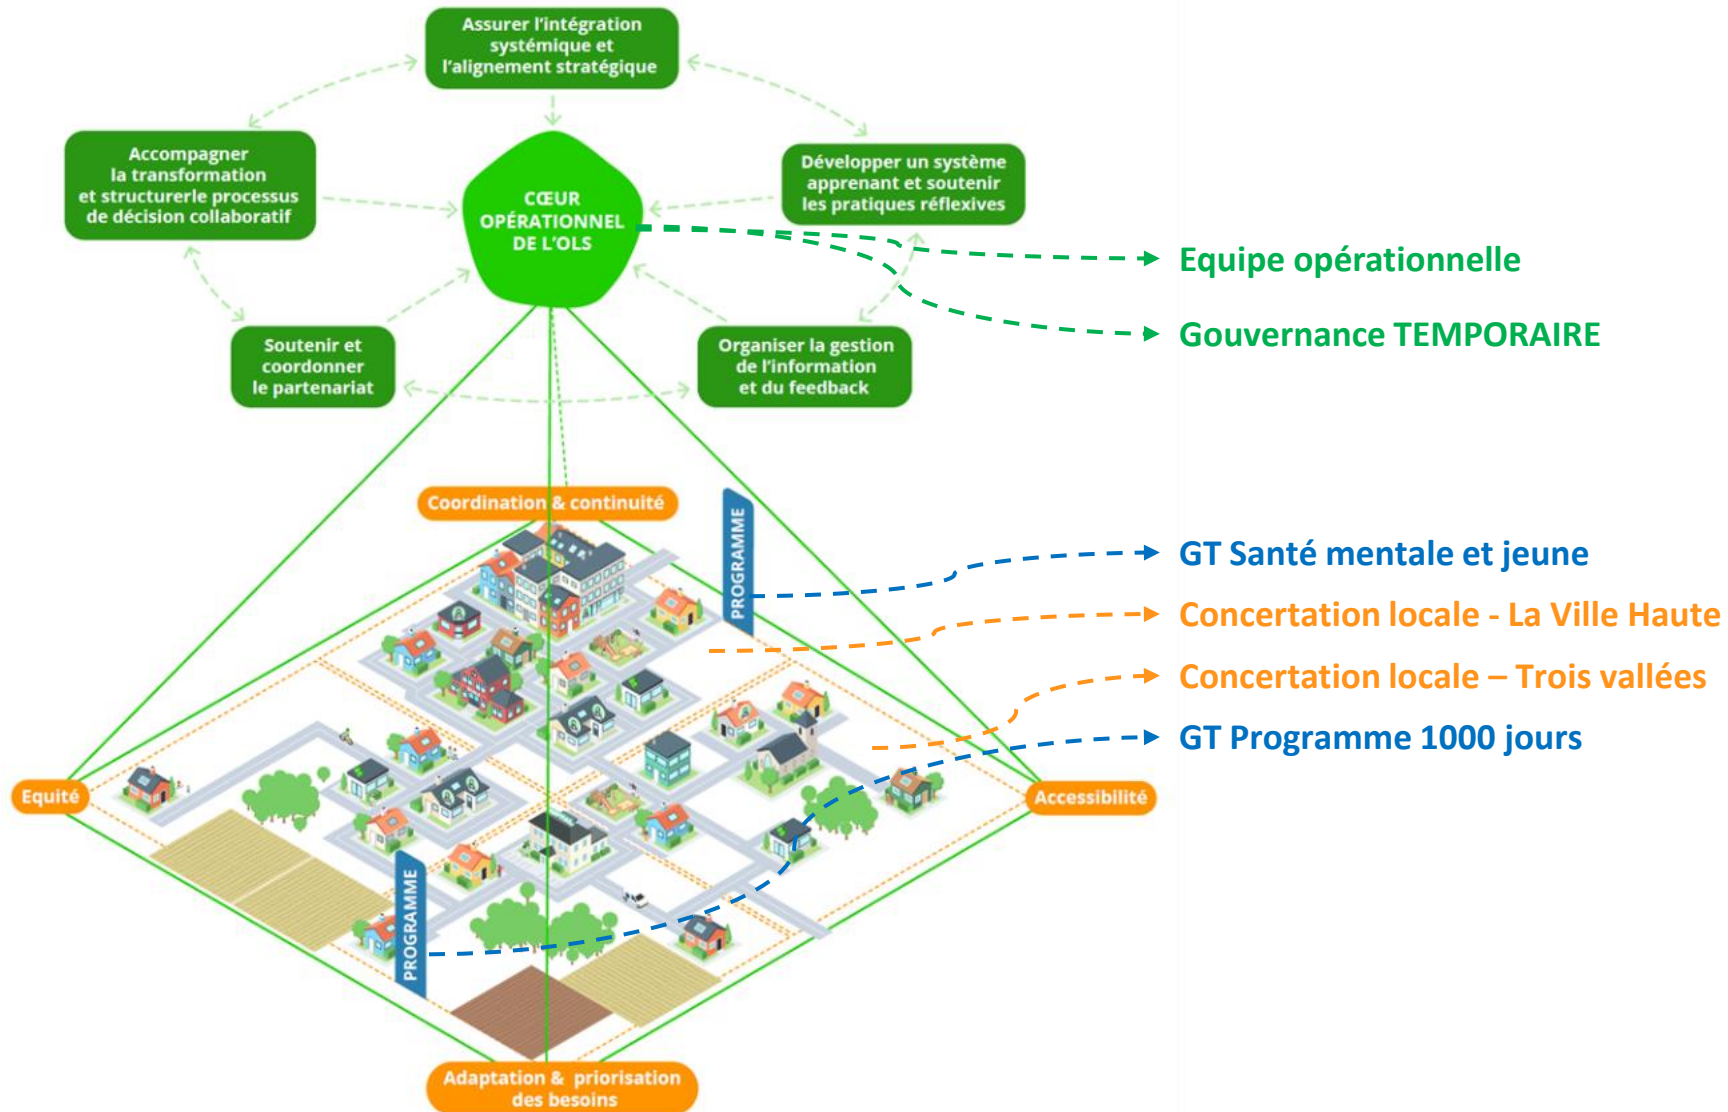 Assurer l'intégration
systémique et
l'alignement stratégique
Accompagner
la transformation
et structurerle processus
de décision collaboratif
CŒUR
OPÉRATIONNEL
DE L'OLS
Développer un système
apprenant et soutenir
les pratiques réflexives
Equipe opérationnelle
Gouvernance TEMPORAIRE
Soutenir et
coordonner
le partenariat
Organiser la gestion
de l'information
et du feedback
Coordination & continuité
PROGRAMME
GT Santé mentale et jeune
Concertation locale - La Ville Haute
Concertation locale – Trois vallées
GT Programme 1000 jours
Equité
Accessibilité
PROGRAMME
Adaptation & priorisation
des besoins